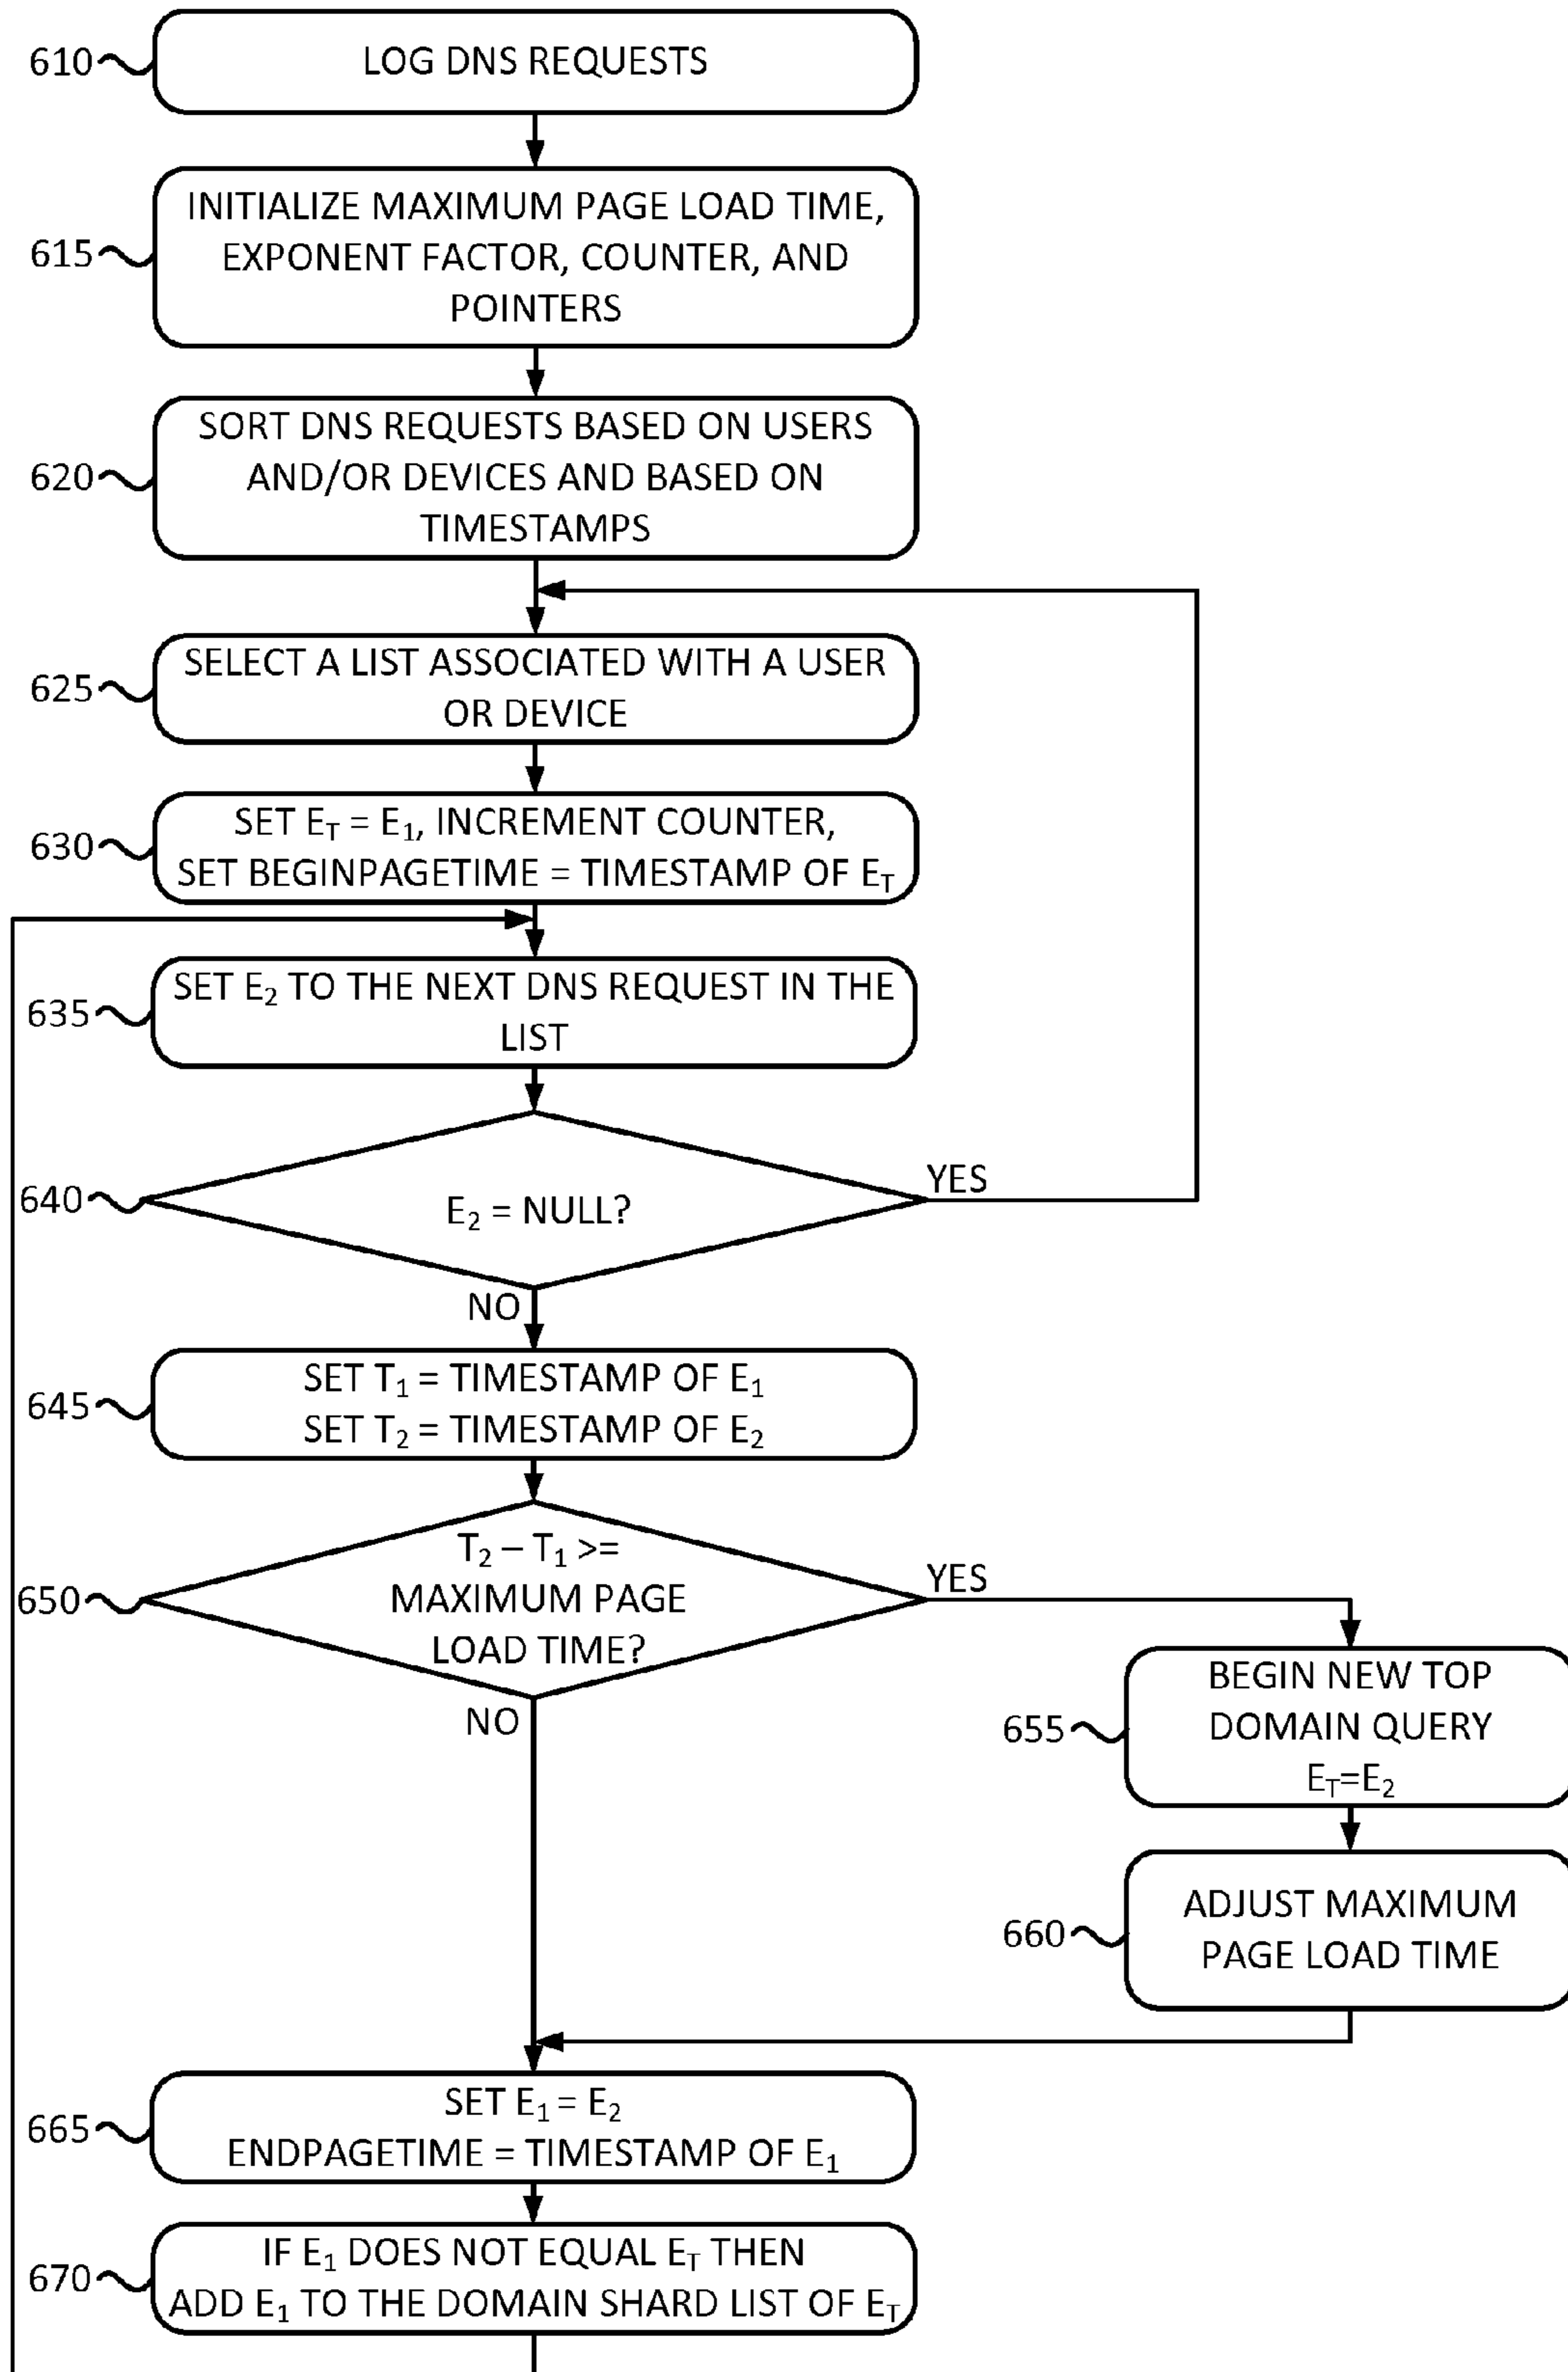 610
LOG DNS REQUESTS
615
INITIALIZE MAXIMUM PAGE LOAD TIME,
EXPONENT FACTOR, COUNTER, AND
POINTERS
620
SORT DNS REQUESTS BASED ON USERS
AND/OR DEVICES AND BASED ON
TIMESTAMPS
625
SELECT A LIST ASSOCIATED WITH A USER
OR DEVICE
630
SET E_T = E_1, INCREMENT COUNTER,
SET BEGINPAGETIME = TIMESTAMP OF E_T
635
SET E_2 TO THE NEXT DNS REQUEST IN THE
LIST
640
E_2 = NULL?
YES
NO
645
SET T_1 = TIMESTAMP OF E_1
SET T_2 = TIMESTAMP OF E_2
650
T_2 – T_1 >=
MAXIMUM PAGE
LOAD TIME?
YES
NO
655
BEGIN NEW TOP
DOMAIN QUERY
E_T=E_2
660
ADJUST MAXIMUM
PAGE LOAD TIME
665
SET E_1 = E_2
ENDPAGETIME = TIMESTAMP OF E_1
670
IF E_1 DOES NOT EQUAL E_T THEN
ADD E_1 TO THE DOMAIN SHARD LIST OF E_T